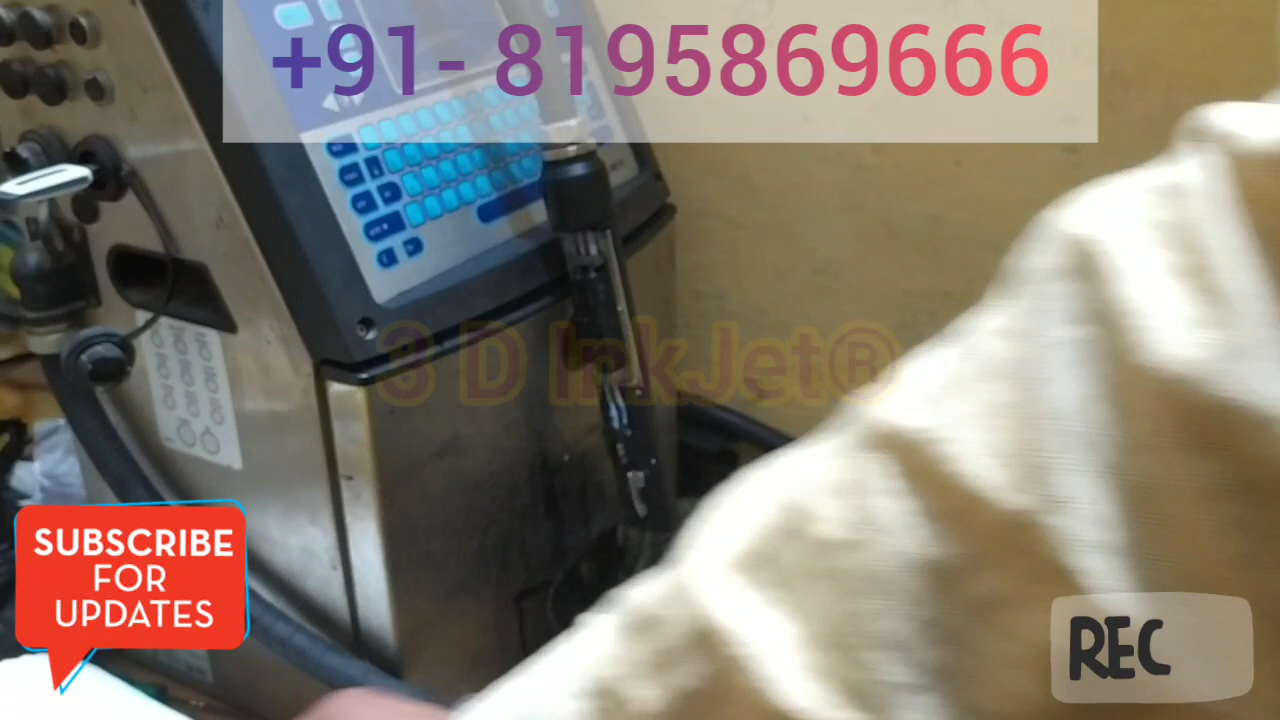 +91- 8195869666
3 D InkJet®
SUBSCRIBE
FOR
UPDATES
REC